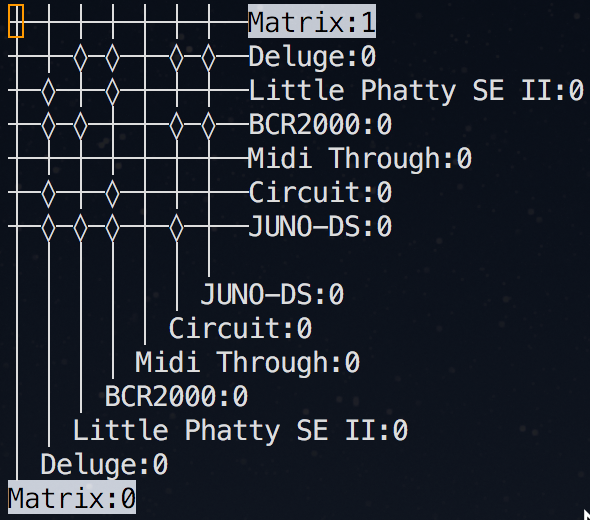 Matrix:1
Deluge:0
Little Phatty SE II:0
BCR2000:0
Midi Through:0
Circuit:0
JUNO-DS:0
JUNO-DS:0
Circuit:0
Midi Through:0
BCR2000:0
Little Phatty SE II:0
Deluge:0
Matrix:0